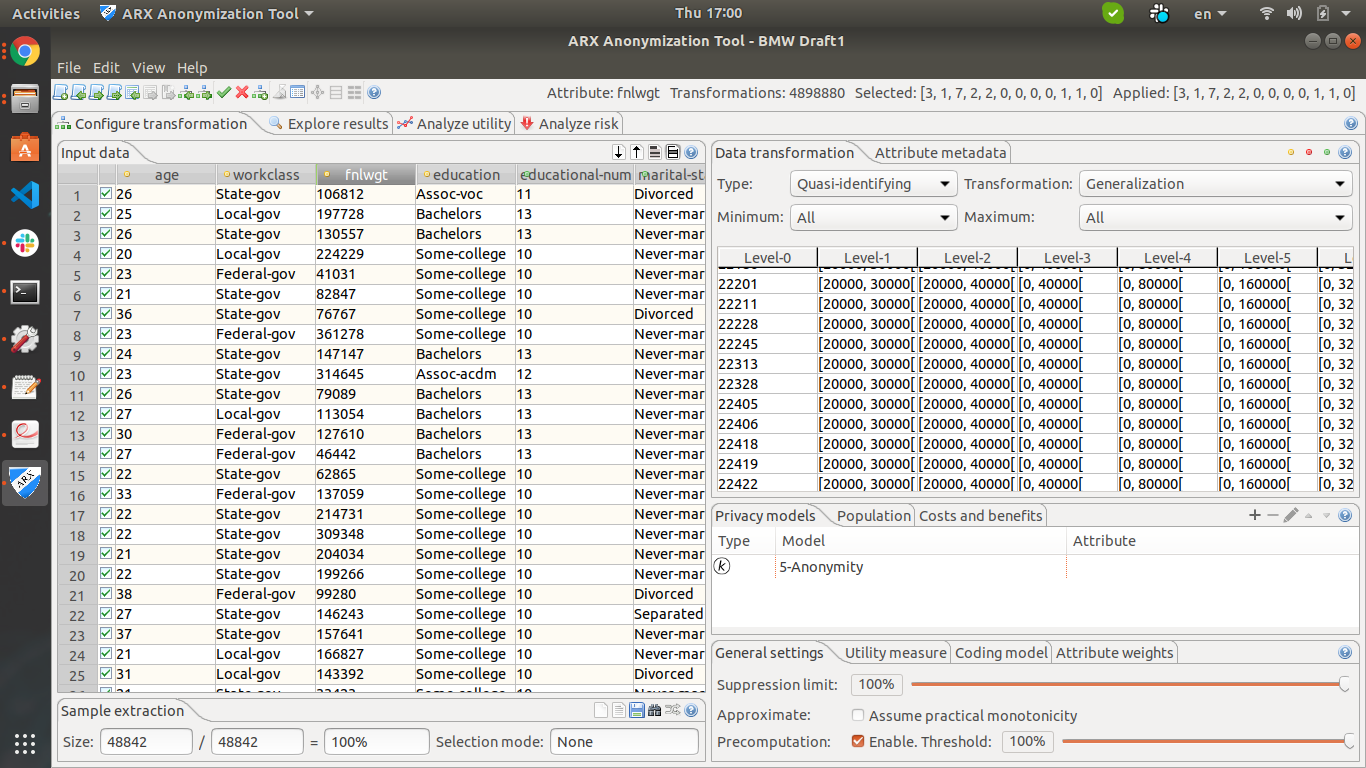 Activities ARX Anonymization Tool Thu 17:00 en
ARX Anonymization Tool - BMW Draft1
File Edit View Help
Attribute: fnlwgt Transformations: 4898880 Selected: [3, 1, 7, 2, 2, 0, 0, 0, 0, 1, 1, 0] Applied: [3, 1, 7, 2, 2, 0, 0, 0, 0, 1, 1, 0]
Configure transformation Explore results Analyze utility Analyze risk
Input data
age workclass fnlwgt education educational-num marital-sta
1 26 State-gov 106812 Assoc-voc 11 Divorced
2 25 Local-gov 197728 Bachelors 13 Never-mar
3 26 State-gov 130557 Bachelors 13 Never-mar
4 20 Local-gov 224229 Some-college 10 Never-mar
5 23 Federal-gov 41031 Some-college 10 Never-mar
6 21 State-gov 82847 Some-college 10 Never-mar
7 36 State-gov 76767 Some-college 10 Divorced
8 23 Federal-gov 361278 Some-college 10 Never-mar
9 24 State-gov 147147 Bachelors 13 Never-mar
10 23 State-gov 314645 Assoc-acdm 12 Never-mar
11 26 State-gov 79089 Bachelors 13 Never-mar
12 27 Local-gov 113054 Bachelors 13 Never-mar
13 30 Federal-gov 127610 Bachelors 13 Never-mar
14 27 Federal-gov 46442 Bachelors 13 Never-mar
15 22 State-gov 62865 Some-college 10 Never-mar
16 33 Federal-gov 137059 Some-college 10 Never-mar
17 22 State-gov 214731 Some-college 10 Never-mar
18 22 State-gov 309348 Some-college 10 Never-mar
19 21 State-gov 204034 Some-college 10 Never-mar
20 22 State-gov 199266 Some-college 10 Never-mar
21 38 Federal-gov 99280 Some-college 10 Divorced
22 27 State-gov 146243 Some-college 10 Separated
23 37 State-gov 157641 Some-college 10 Never-mar
24 21 Local-gov 166827 Some-college 10 Never-mar
25 31 Local-gov 143392 Some-college 10 Divorced
Sample extraction
Size: 48842 / 48842 = 100% Selection mode: None
Data transformation Attribute metadata
Type: Quasi-identifying Transformation: Generalization
Minimum: All Maximum: All
Level-0 Level-1 Level-2 Level-3 Level-4 Level-5 L
22201 [20000, 30000[ [20000, 40000[ [0, 40000[ [0, 80000[ [0, 160000[ [0, 32
22211 [20000, 30000[ [20000, 40000[ [0, 40000[ [0, 80000[ [0, 160000[ [0, 32
22228 [20000, 30000[ [20000, 40000[ [0, 40000[ [0, 80000[ [0, 160000[ [0, 32
22245 [20000, 30000[ [20000, 40000[ [0, 40000[ [0, 80000[ [0, 160000[ [0, 32
22313 [20000, 30000[ [20000, 40000[ [0, 40000[ [0, 80000[ [0, 160000[ [0, 32
22328 [20000, 30000[ [20000, 40000[ [0, 40000[ [0, 80000[ [0, 160000[ [0, 32
22405 [20000, 30000[ [20000, 40000[ [0, 40000[ [0, 80000[ [0, 160000[ [0, 32
22406 [20000, 30000[ [20000, 40000[ [0, 40000[ [0, 80000[ [0, 160000[ [0, 32
22418 [20000, 30000[ [20000, 40000[ [0, 40000[ [0, 80000[ [0, 160000[ [0, 32
22419 [20000, 30000[ [20000, 40000[ [0, 40000[ [0, 80000[ [0, 160000[ [0, 32
22422 [20000, 30000[ [20000, 40000[ [0, 40000[ [0, 80000[ [0, 160000[ [0, 32
Privacy models Population Costs and benefits
Type Model Attribute
k 5-Anonymity
General settings Utility measure Coding model Attribute weights
Suppression limit: 100%
Approximate: Assume practical monotonicity
Precomputation: Enable. Threshold: 100%
ARX